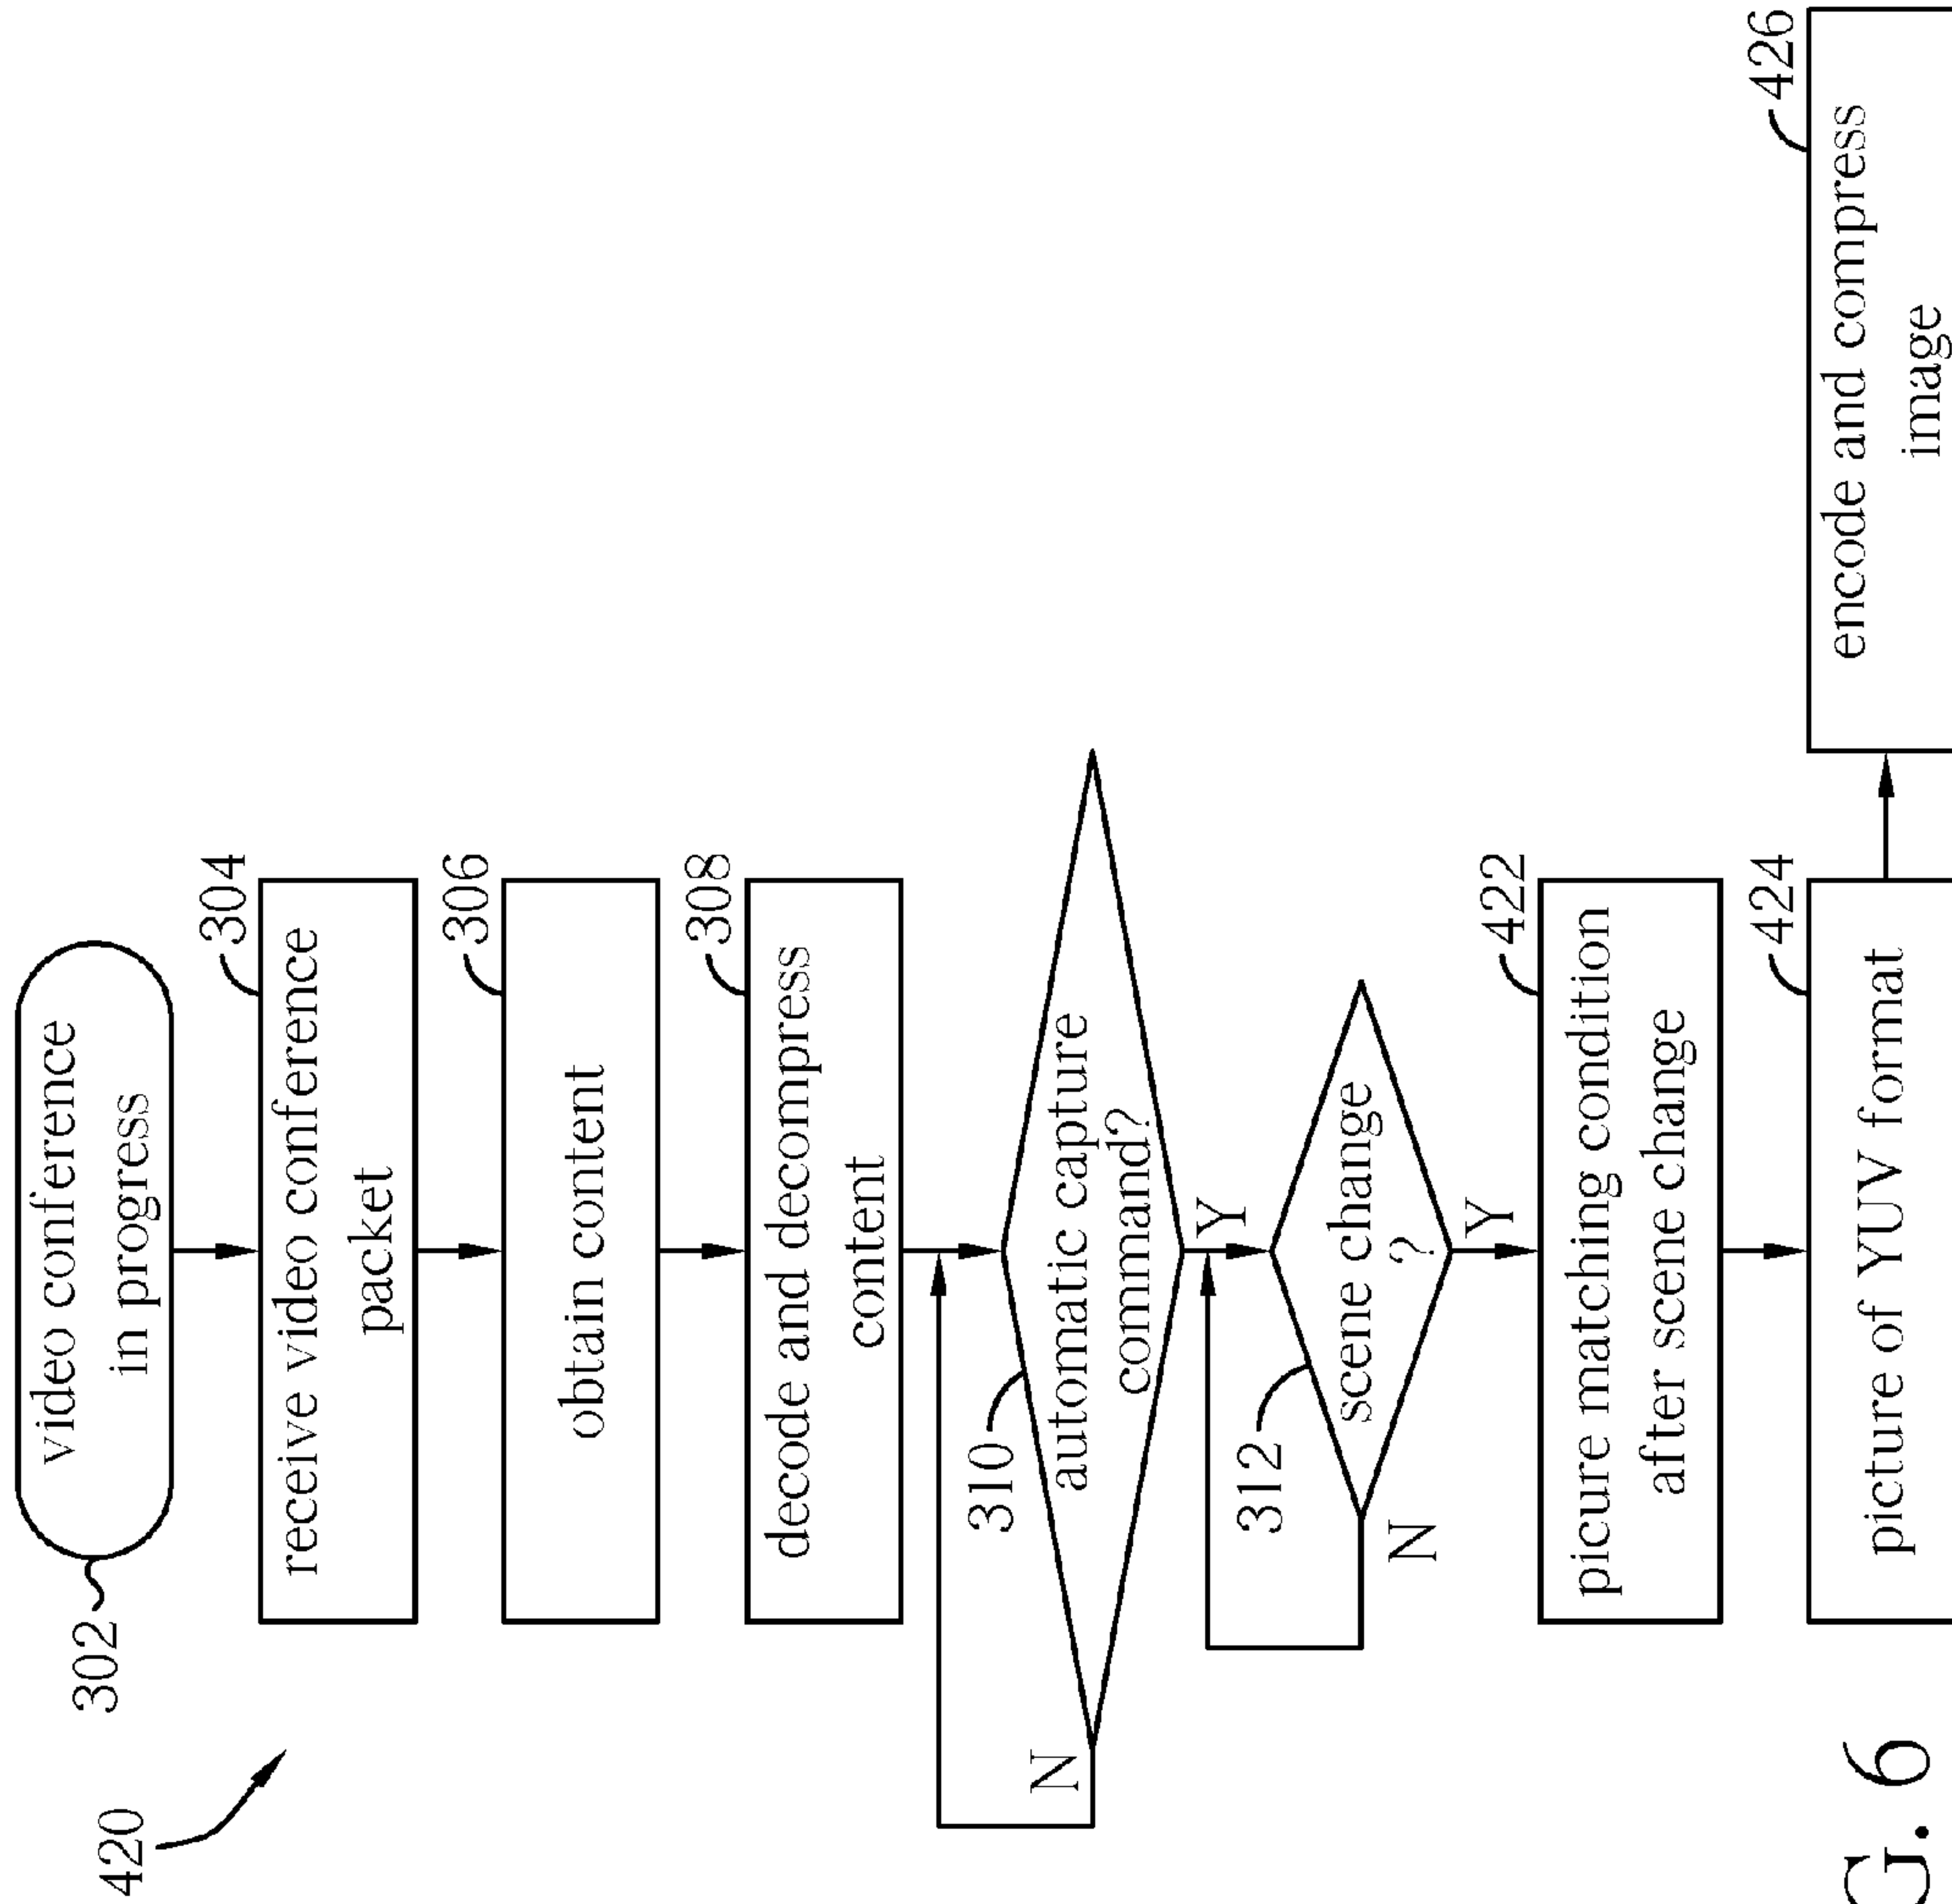 420
302
video conference
in progress
304
receive video conference
packet
306
obtain content
308
decode and decompress
content
310
automatic capture
command?
N
Y
312
scene change
?
N
Y
422
picure matching condition
after scene change
424
picture of YUV format
426
encode and compress
image
G. 6